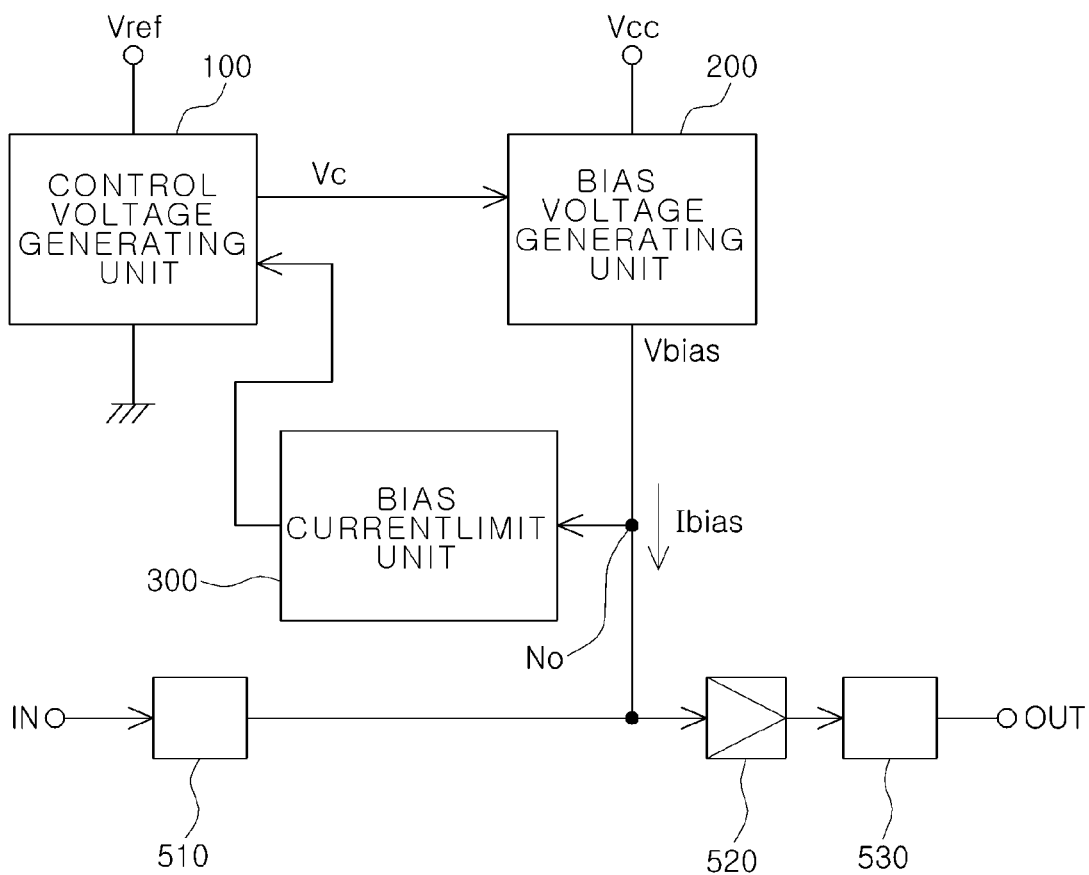 Vref
Vcc
100
200
CONTROL
VOLTAGE
GENERATING
UNIT
Vc
BIAS
VOLTAGE
GENERATING
UNIT
Vbias
BIAS
CURRENTLIMIT
UNIT
Ibias
300
No
IN
OUT
510
520
530